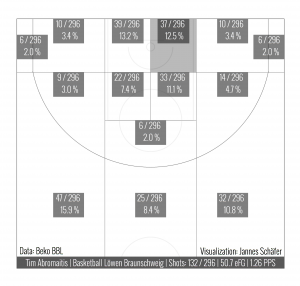 10 / 296 39 / 296 37 / 296 10 / 296
3.4 % 13.2 % 12.5 % 3.4 %
6 / 296 6 / 296
2.0 % 2.0 %
9 / 296 22 / 296 33 / 296 14 / 296
3.0 % 7.4 % 11.1 % 4.7 %
6 / 296
2.0 %
47 / 296 25 / 296 32 / 296
15.9 % 8.4 % 10.8 %
Data: Beko BBL Visualization: Jannes Schäfer
Tim Abromaitis | Basketball Löwen Braunschweig | Shots: 132 / 296 | 50.7 eFG | 1.26 PPS